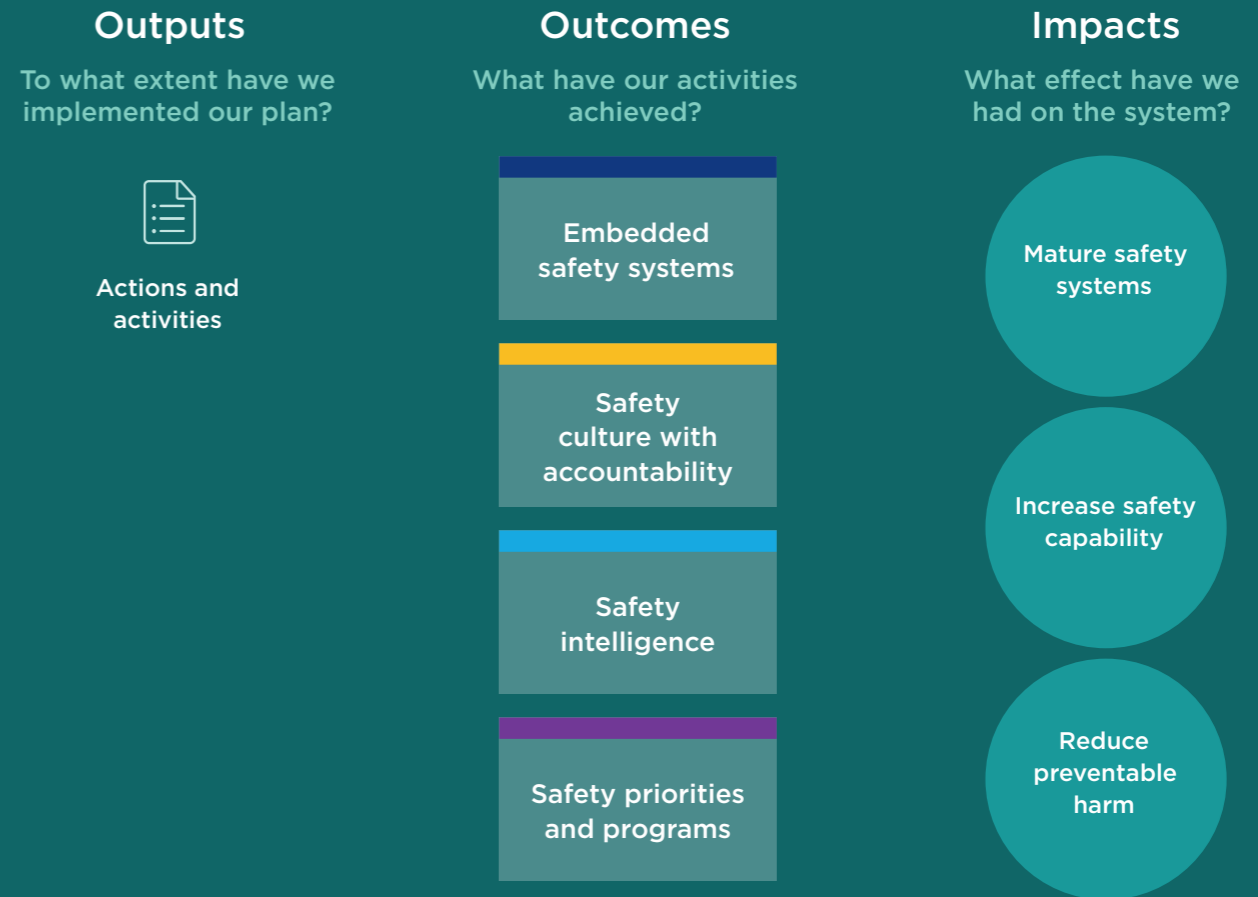 Outputs
To what extent have we
implemented our plan?
Actions and
activities
Outcomes
What have our activities
achieved?
Embedded
safety systems
Safety
culture with
accountability
Safety
intelligence
Safety priorities
and programs
Impacts
What effect have we
had on the system?
Mature safety
systems
Increase safety
capability
Reduce
preventable
harm